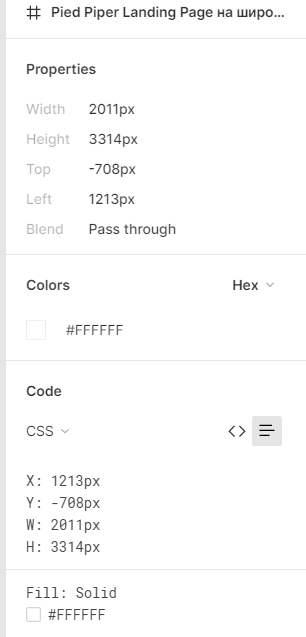 Pied Piper Landing Page на широ...
Properties
Width 2011px
Height 3314px
Top -708px
Left 1213px
Blend Pass through
Colors Hex
#FFFFFF
Code
CSS
X: 1213px
Y: -708px
W: 2011px
H: 3314px
Fill: Solid
#FFFFFF